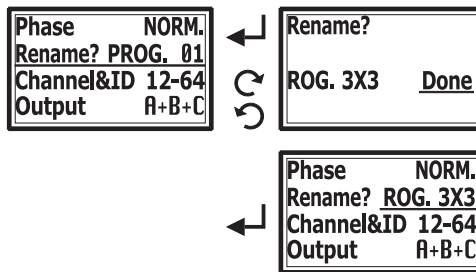 Phase NORM.
Rename? PROG. 01
Channel&ID 12-64
Output A+B+C
Rename?
ROG. 3X3 Done
Phase NORM.
Rename? ROG. 3X3
Channel&ID 12-64
Output A+B+C